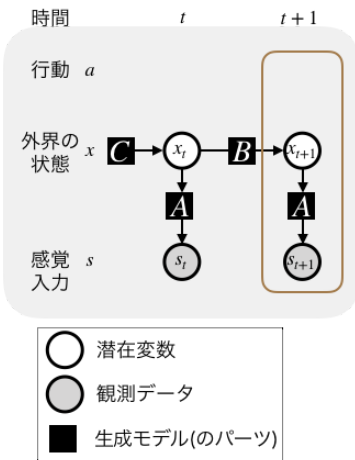 時間 t t + 1
行動 a
外界の
状態 x C x_t B x_{t+1}
A A
感覚
入力 s s_t s_{t+1}
潜在変数
観測データ
生成モデル(のパーツ)